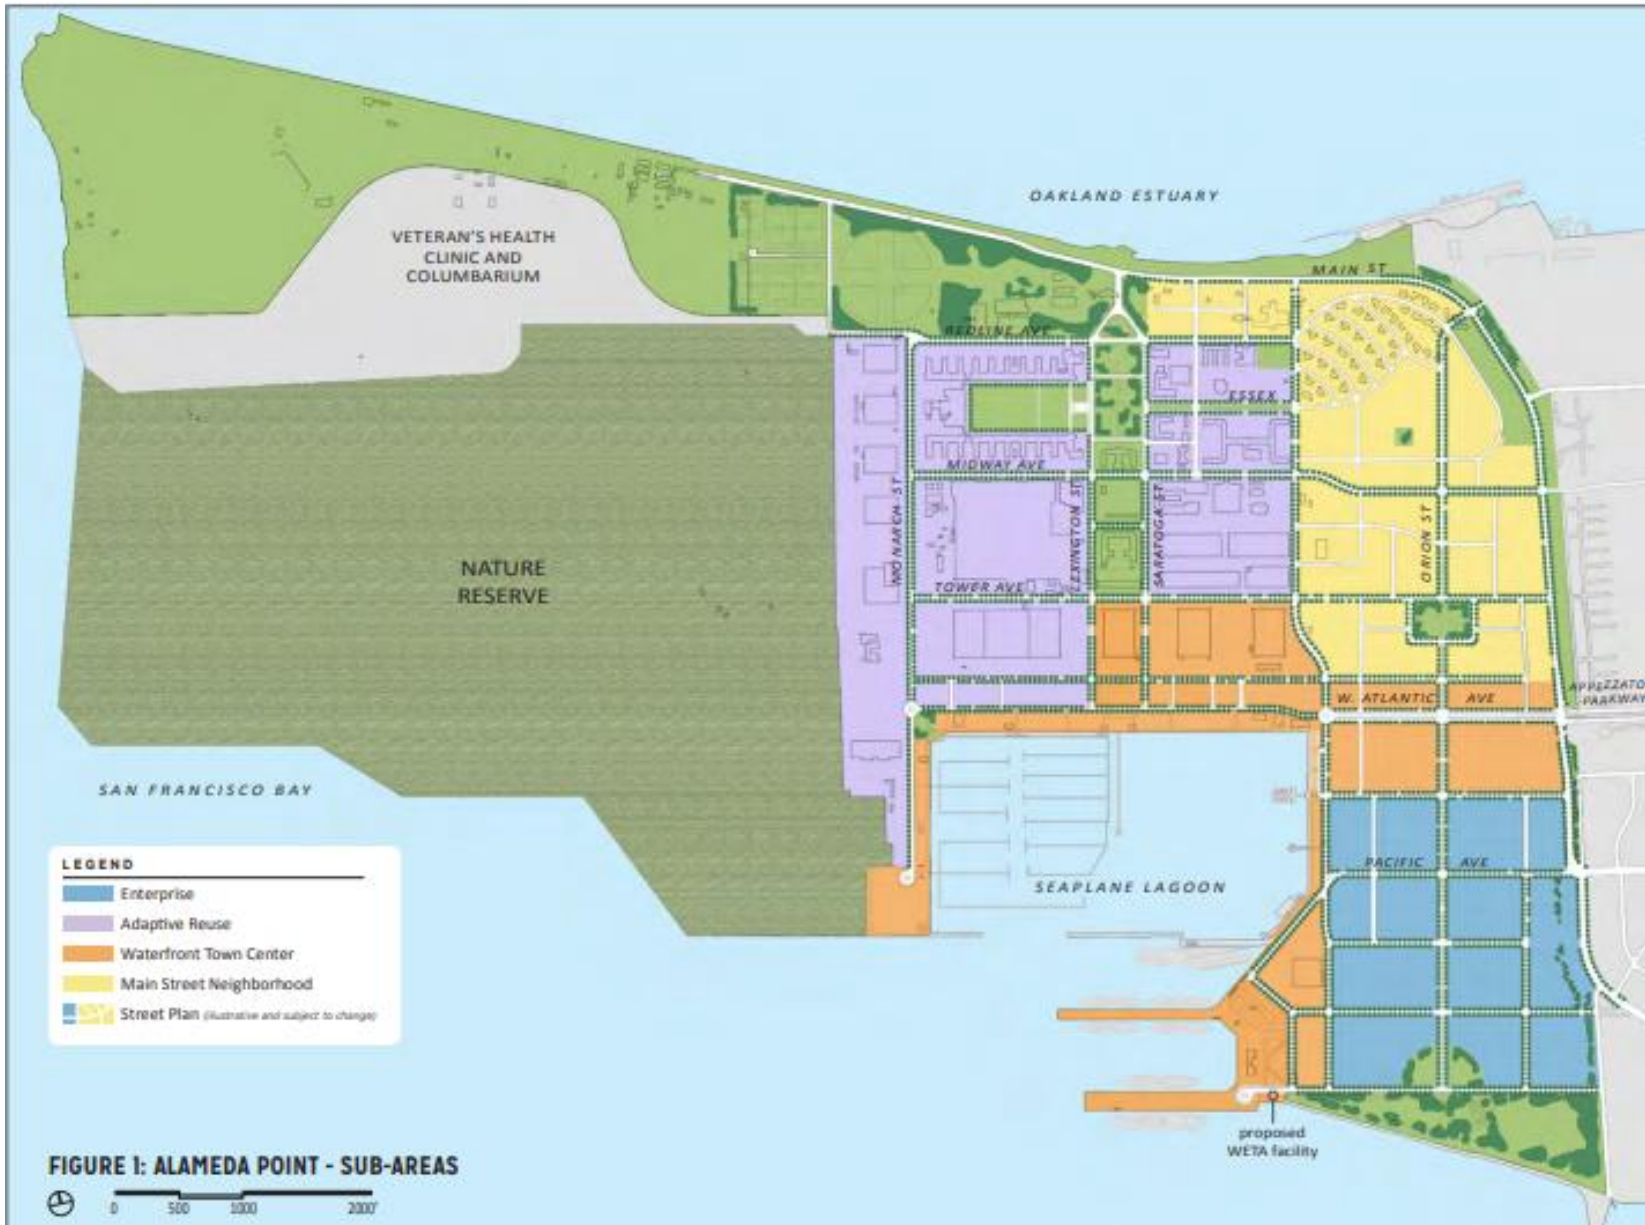 OAKLAND ESTUARY
VETERAN'S HEALTH
CLINIC AND
COLUMBARIUM
MAIN ST
REDLINE AVE
ESSEX
MIDWAY AVE
MONARCH ST
LEXINGTON ST
SARATOGA ST
ORION ST
NATURE
RESERVE
TOWER AVE
APPEZZATO
PARKWAY
W. ATLANTIC AVE
SAN FRANCISCO BAY
PACIFIC AVE
SEAPLANE LAGOON
LEGEND
Enterprise
Adaptive Reuse
Waterfront Town Center
Main Street Neighborhood
Street Plan (illustrative and subject to change)
proposed
WETA facility
FIGURE 1: ALAMEDA POINT - SUB-AREAS
0 500 1000 2000'